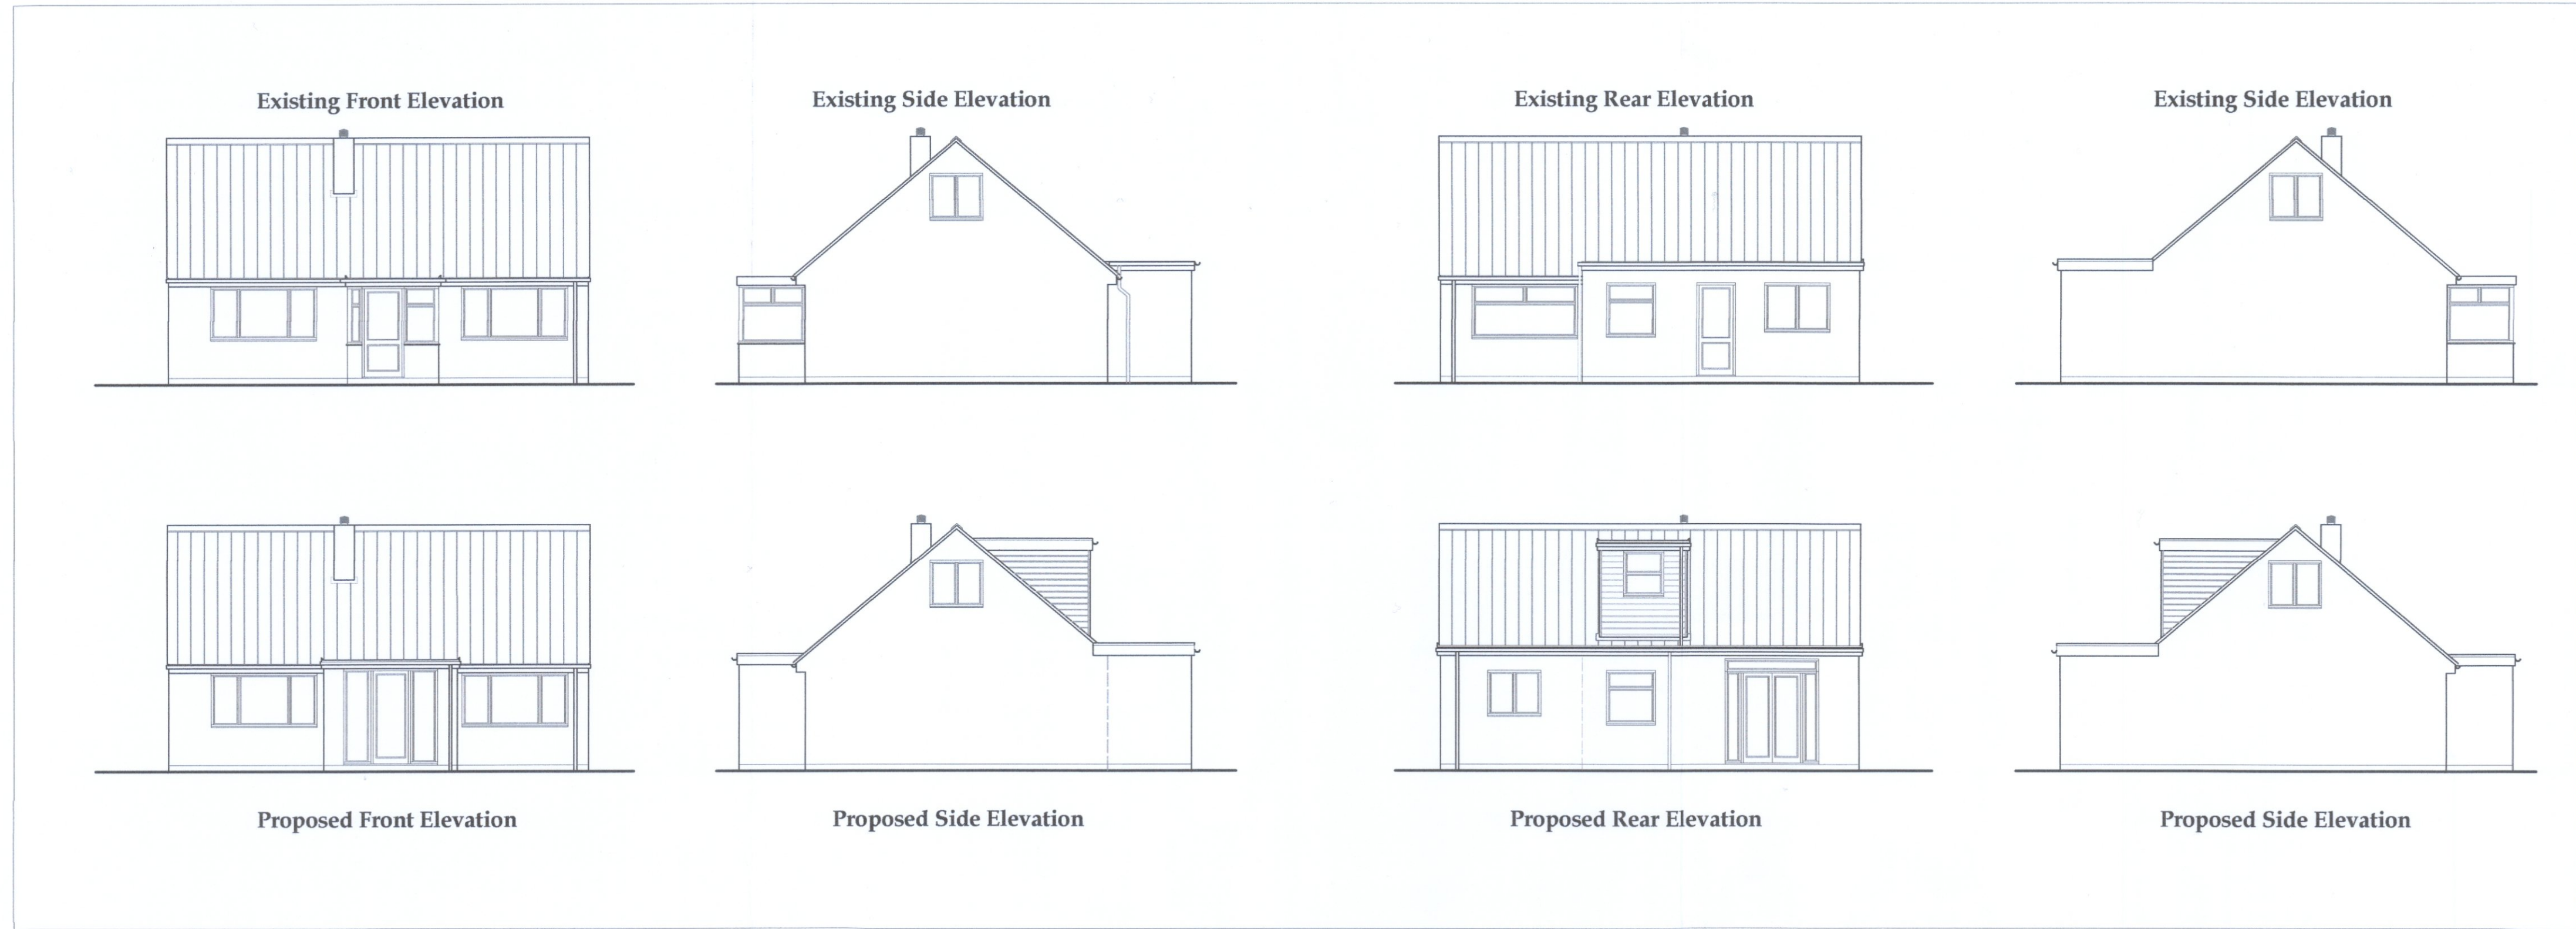 Existing Front Elevation
Existing Side Elevation
Existing Rear Elevation
Existing Side Elevation
Proposed Front Elevation
Proposed Side Elevation
Proposed Rear Elevation
Proposed Side Elevation